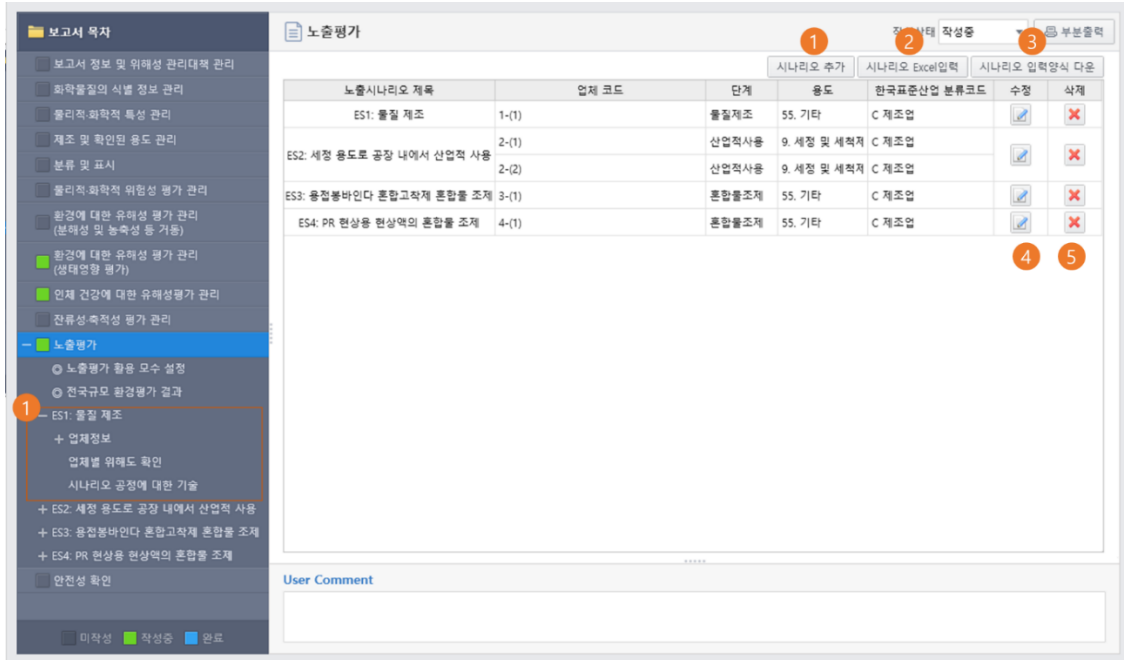 보고서 목차
노출평가
작성중
부분출력
1
2
3
시나리오 추가
시나리오 Excel입력
시나리오 입력양식 다운
보고서 정보 및 위해성 관리대책 관리
화학물질의 식별 정보 관리
물리적·화학적 특성 관리
제조 및 확인된 용도 관리
분류 및 표시
물리적·화학적 위험성 평가 관리
환경에 대한 유해성 평가 관리
(분해성 및 농축성 등 거동)
환경에 대한 유해성 평가 관리
(생태영향 평가)
인체 건강에 대한 유해성평가 관리
잔류성·축적성 평가 관리
노출평가
노출평가 활용 모수 설정
전국규모 환경평가 결과
1
ES1: 물질 제조
업체정보
업체별 위해도 확인
시나리오 공정에 대한 기술
ES2: 세정 용도로 공장 내에서 산업적 사용
ES3: 용접봉바인다 혼합고착제 혼합물 조제
ES4: PR 현상용 현상액의 혼합물 조제
안전성 확인
미작성 작성중 완료
노출시나리오 제목 업체 코드 단계 용도 한국표준산업 분류코드 수정 삭제
ES1: 물질 제조 1-(1) 물질제조 55. 기타 C 제조업
ES2: 세정 용도로 공장 내에서 산업적 사용
2-(1) 산업적사용 9. 세정 및 세척제 C 제조업
2-(2) 산업적사용 9. 세정 및 세척제 C 제조업
ES3: 용접봉바인다 혼합고착제 혼합물 조제 3-(1) 혼합물조제 55. 기타 C 제조업
ES4: PR 현상용 현상액의 혼합물 조제 4-(1) 혼합물조제 55. 기타 C 제조업
4
5
User Comment